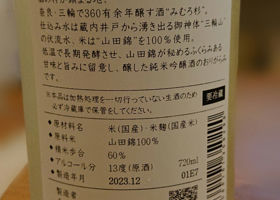 奈良・三輪で360有余年醸す酒“みむろ杉”。
仕込み水は蔵内井戸から湧き出る御神体“三輪山”
の伏流水、米は“山田錦”を100%使用。
低温で長期発酵させ、山田錦が秘めるふくらみある
甘味と旨みに留意し、醸した純米吟醸酒のおりがらみ
です。
※本品は加熱処理を一切行っていない生酒のため
必ず冷蔵庫で保管をしてください。
要冷蔵
●原材料名 米(国産)・米麹(国産米)
●原料米 山田錦100%
●精米歩合 60%
●アルコール分 13度(原酒) 720ml
●製造年月 2023.12 01E7
製造者